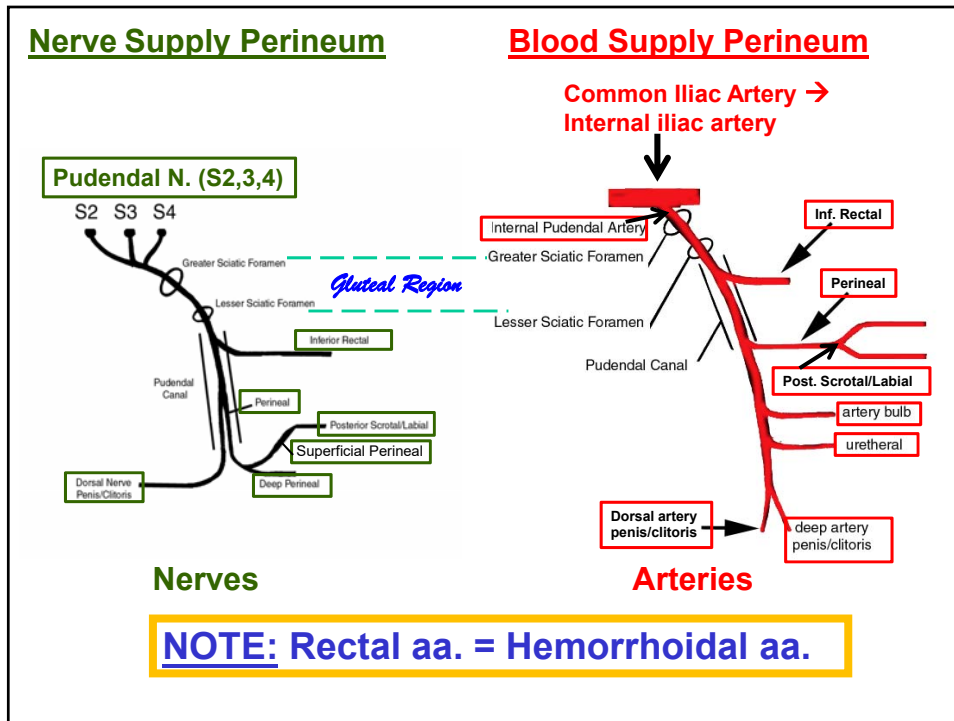 Nerve Supply Perineum
Pudendal N. (S2,3,4)
S2 S3 S4
Greater Sciatic Foramen
Lesser Sciatic Foramen
Inferior Rectal
Pudendal
Canal
Perineal
Posterior Scrotal/Labial
Superficial Perineal
Dorsal Nerve
Penis/Clitoris
Deep Perineal
Nerves
Gluteal Region
Blood Supply Perineum
Common Iliac Artery →
Internal iliac artery
Internal Pudendal Artery
Inf. Rectal
Greater Sciatic Foramen
Perineal
Lesser Sciatic Foramen
Pudendal Canal
Post. Scrotal/Labial
artery bulb
uretheral
Dorsal artery
penis/clitoris
deep artery
penis/clitoris
Arteries
NOTE: Rectal aa. = Hemorrhoidal aa.